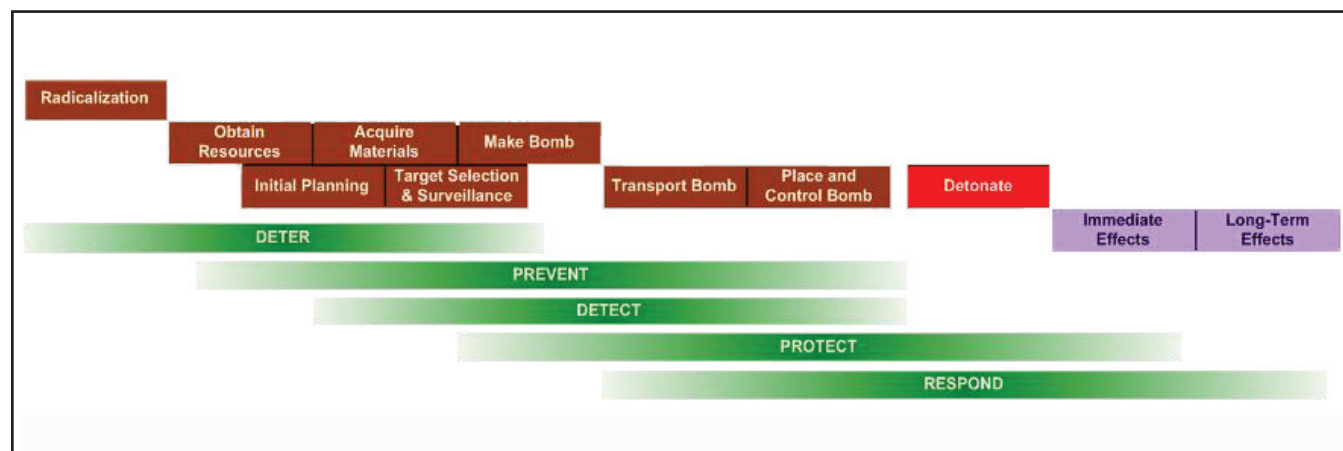 Radicalization
Obtain
Resources
Acquire
Materials
Make Bomb
Initial Planning
Target Selection
& Surveillance
Transport Bomb
Place and
Control Bomb
Detonate
Immediate
Effects
Long-Term
Effects
DETER
PREVENT
DETECT
PROTECT
RESPOND